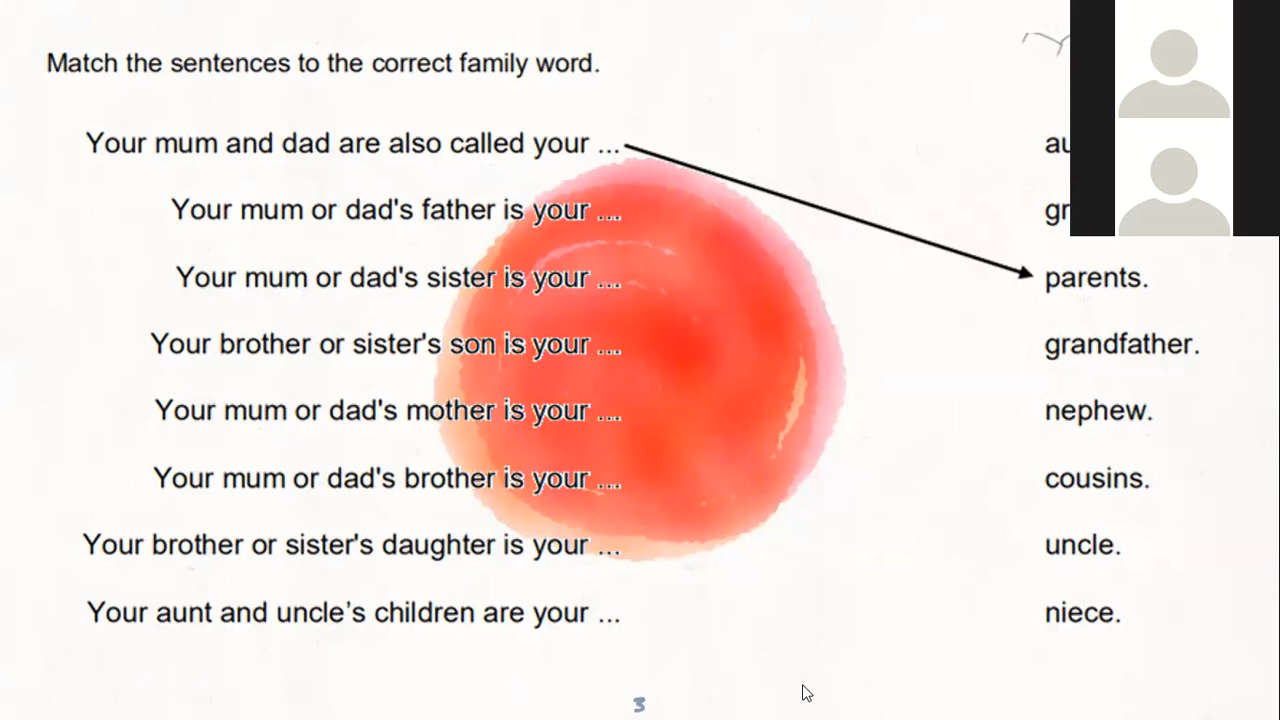 Match the sentences to the correct family word.
Your mum and dad are also called your ...
Your mum or dad's father is your ...
Your mum or dad's sister is your ... parents.
Your brother or sister's son is your ... grandfather.
Your mum or dad's mother is your ... nephew.
Your mum or dad's brother is your ... cousins.
Your brother or sister's daughter is your ... uncle.
Your aunt and uncle’s children are your ... niece.
3